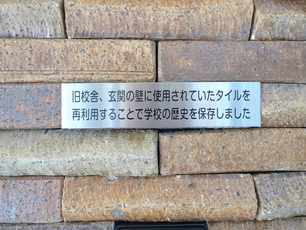 旧校舎、玄関の壁に使用されていたタイルを
再利用することで学校の歴史を保存しました